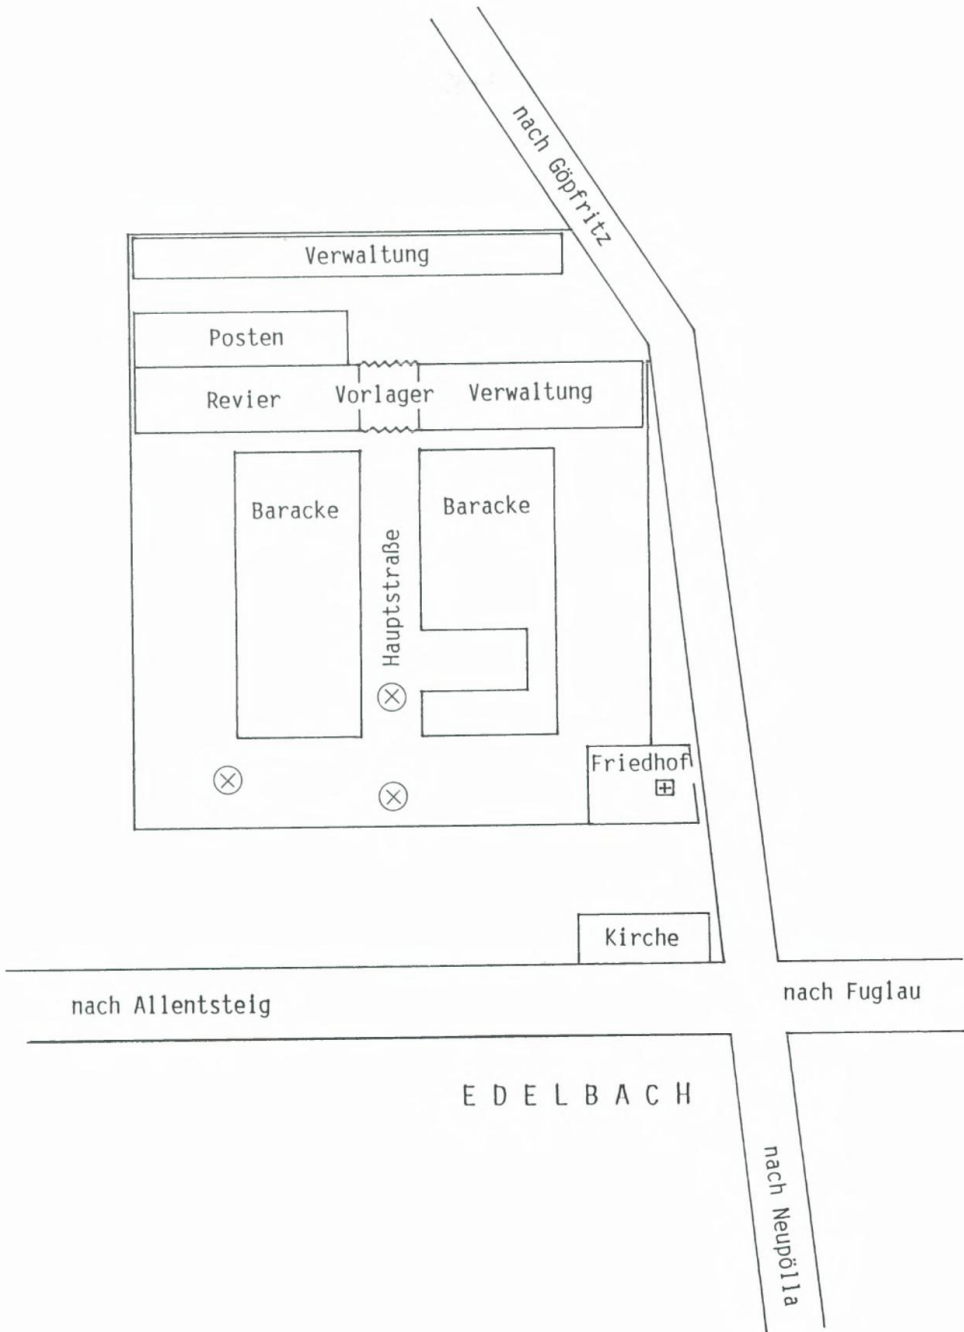 nach Göpfritz
Verwaltung
Posten
Revier
Vorlager
Verwaltung
Baracke
Baracke
Hauptstraße
Friedhof
Kirche
nach Allentsteig
nach Fuglau
EDELBACH
nach Neupölla